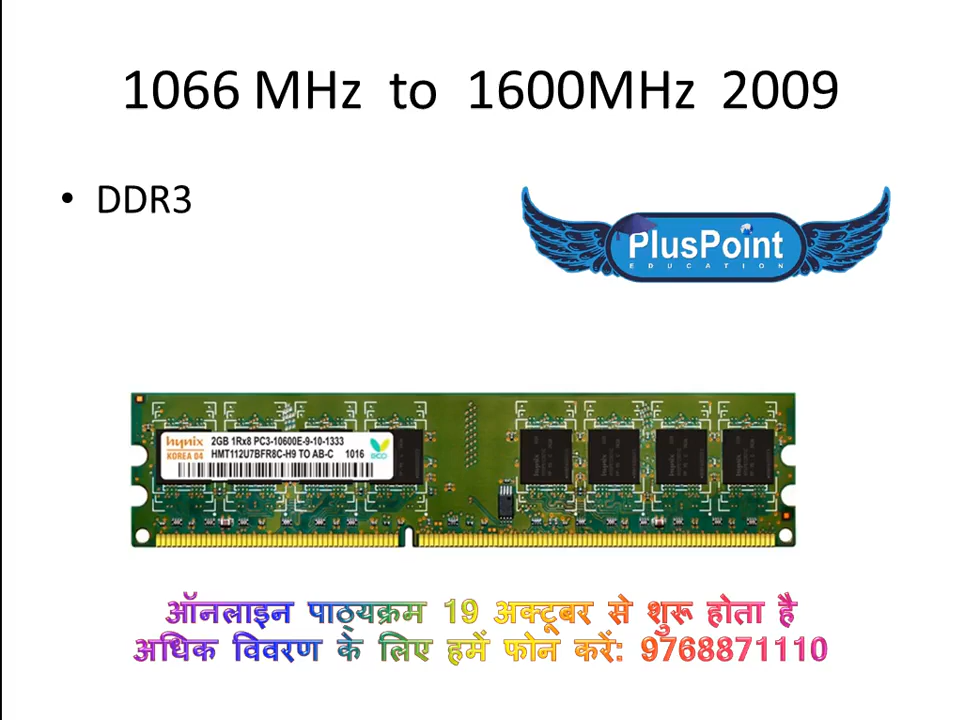 1066 MHz to 1600MHz 2009
• DDR3
PlusPoint
EDUCATION
hynix
KOREA 04
2GB 1Rx8 PC3-10600E-9-10-1333
HMT112U7BFR8C-H9 TO AB-C 1016
ECO
ऑनलाइन पाठ्यक्रम 19 अक्टूबर से शुरू होता है
अधिक विवरण के लिए हमें फोन करें: 9768871110